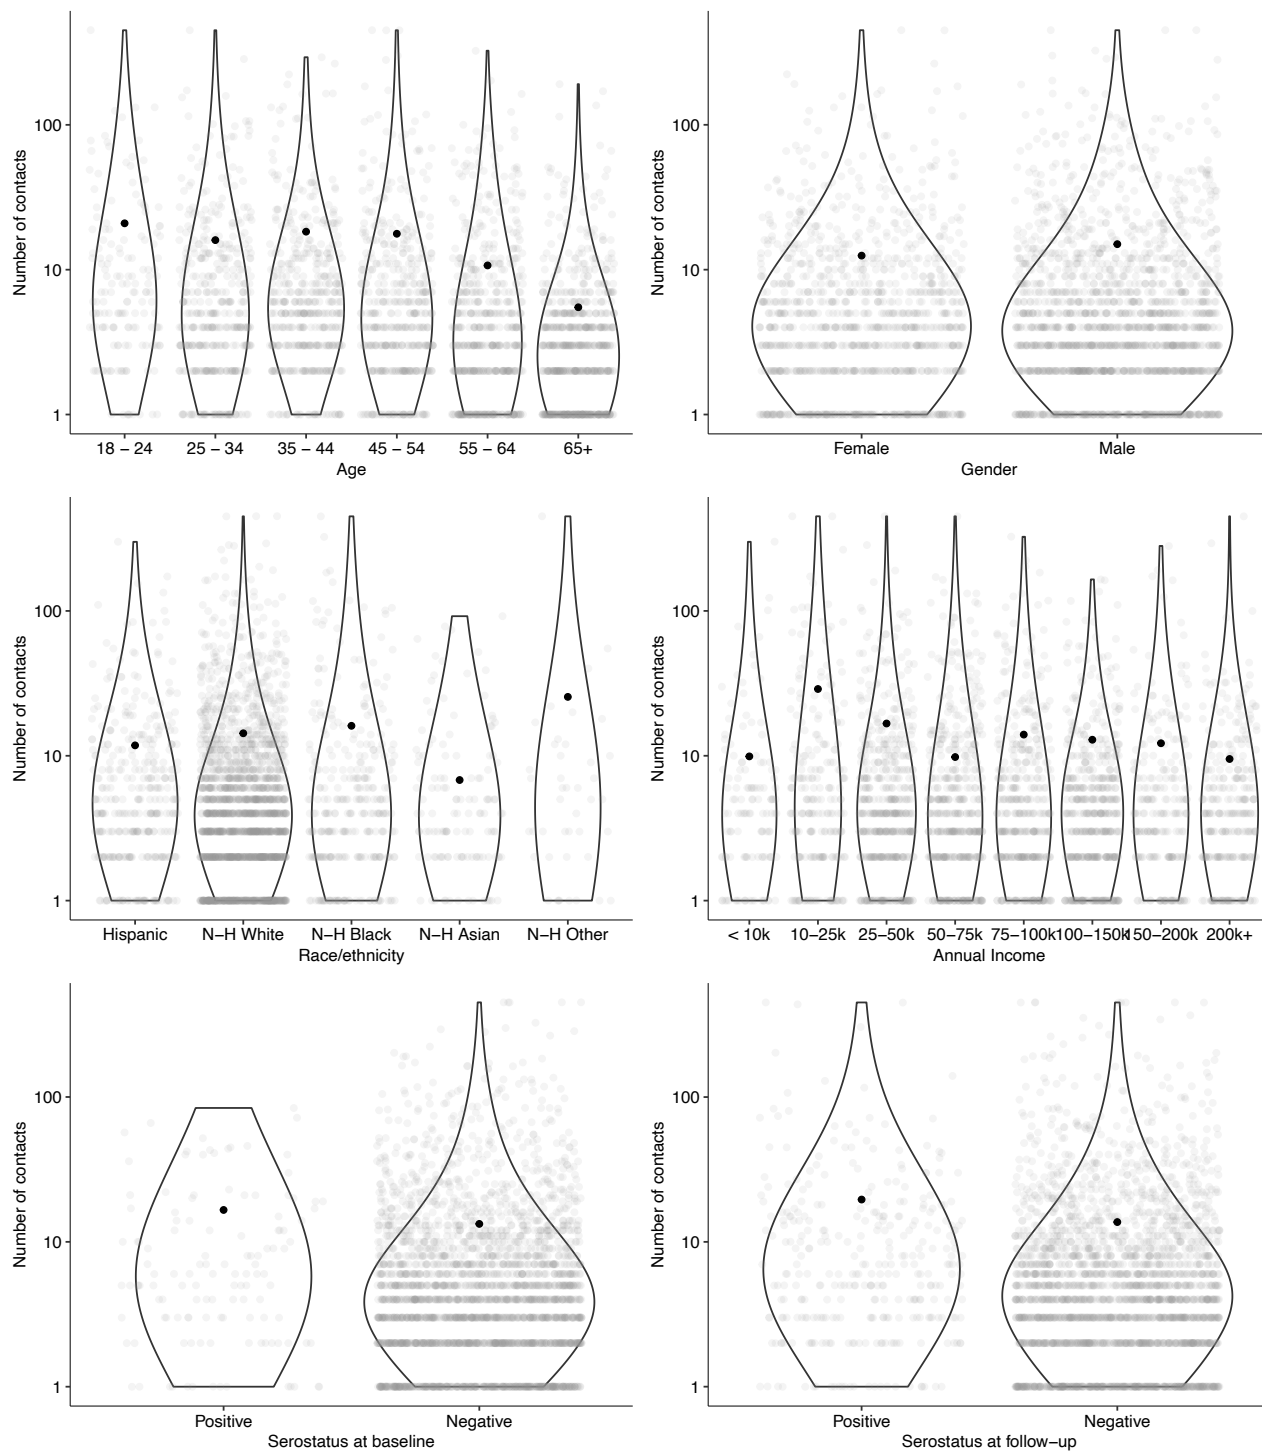 Number of contacts
100
10
1
18 − 24
25 − 34
35 − 44
45 − 54
55 − 64
65+
Age
Number of contacts
100
10
1
Female
Male
Gender
Number of contacts
100
10
1
Hispanic
N−H White
N−H Black
N−H Asian
N−H Other
Race/ethnicity
Number of contacts
100
10
1
< 10k
10−25k
25−50k
50−75k
75−100k
100−150k
150−200k
200k+
Annual Income
Number of contacts
100
10
1
Positive
Negative
Serostatus at baseline
Number of contacts
100
10
1
Positive
Negative
Serostatus at follow−up